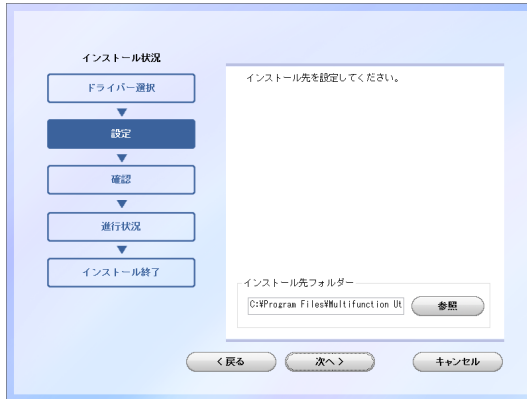 インストール状況
ドライバー選択
設定
確認
進行状況
インストール終了
インストール先を設定してください。
インストール先フォルダー
C:¥Program Files¥Multifunction Ut
参照
< 戻る
次へ >
キャンセル